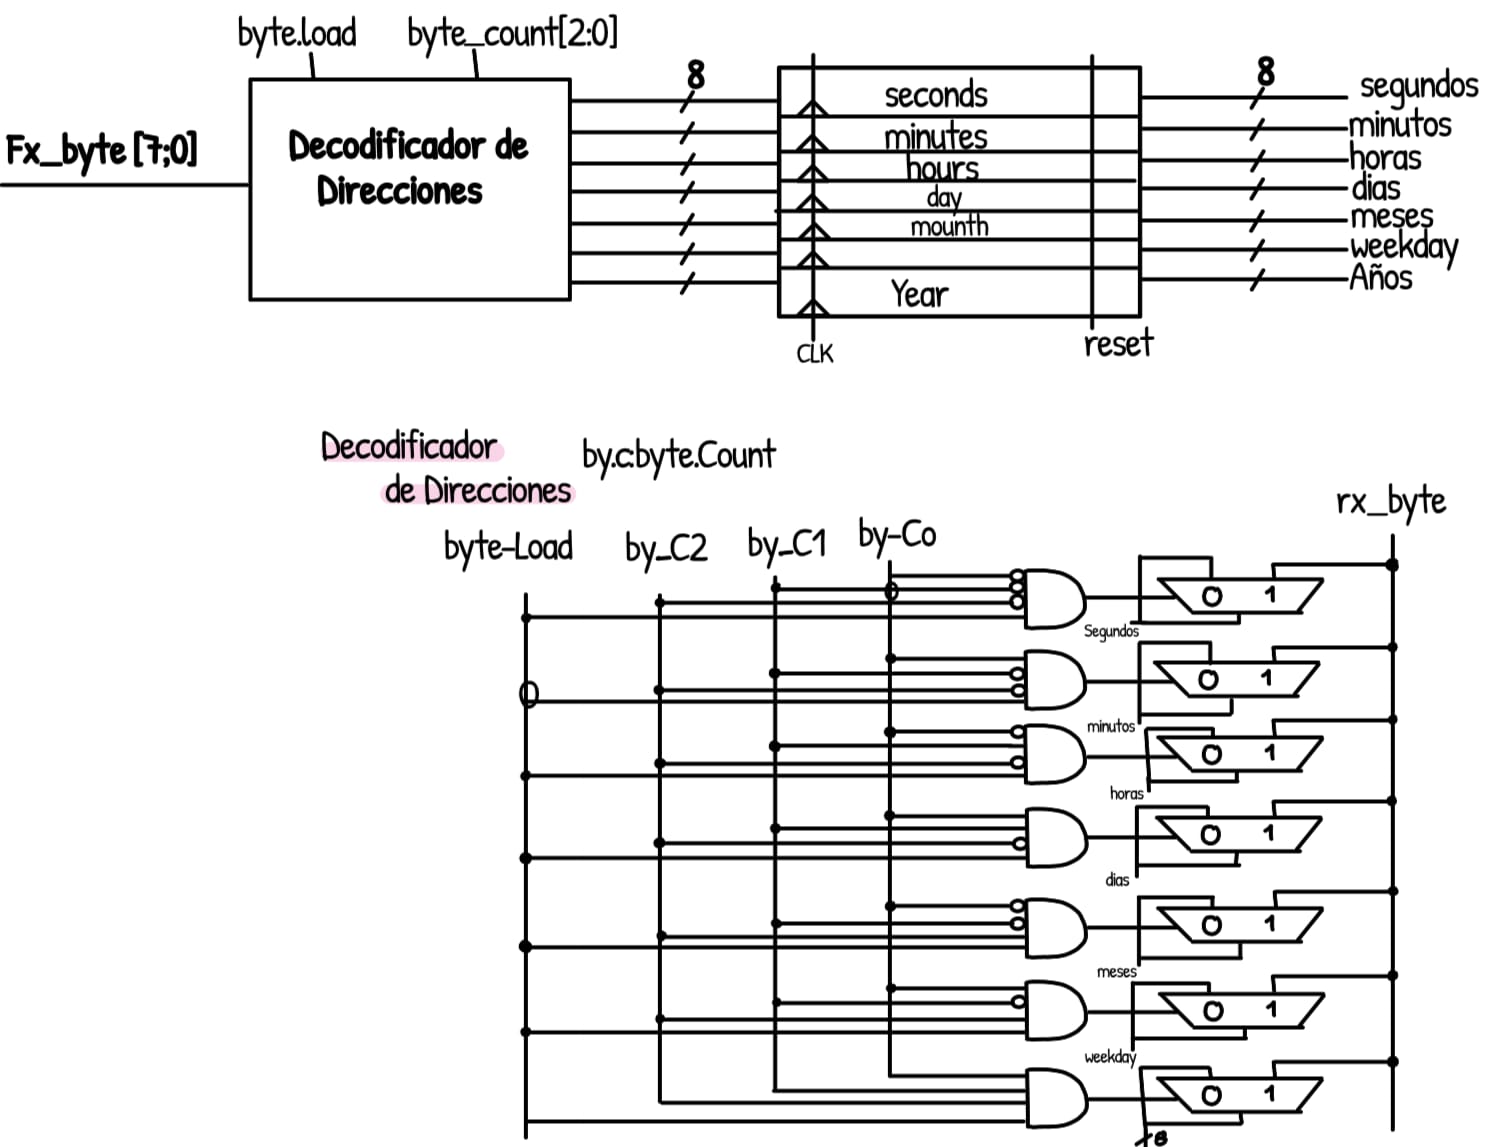 byte.load byte_count[2:0]
8
8
Fx_byte [7;0]
Decodificador de
Direcciones
seconds
minutes
hours
day
mounth
Year
CLK
reset
segundos
minutos
horas
dias
meses
weekday
Años
Decodificador
de Direcciones
by.cbyte.Count
rx_byte
byte-Load by_C2 by_C1 by-Co
0 1
Segundos
0 1
minutos
0 1
horas
0 1
dias
0 1
meses
0 1
weekday
0 1
8